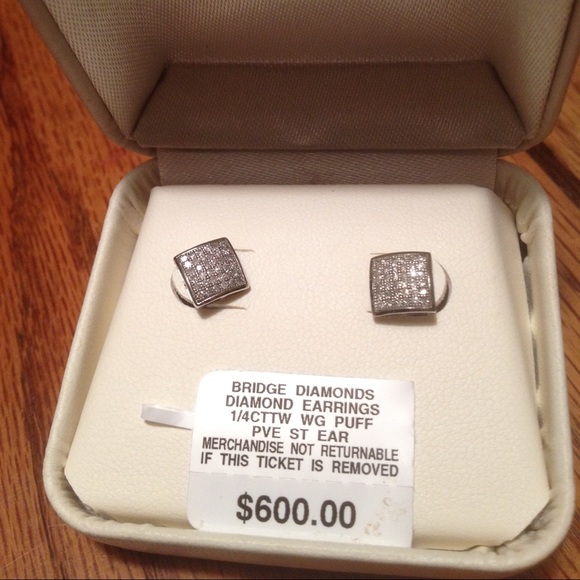 BRIDGE DIAMONDS
DIAMOND EARRINGS
1/4CTTW WG PUFF
PVE ST EAR
MERCHANDISE NOT RETURNABLE
IF THIS TICKET IS REMOVED
$600.00